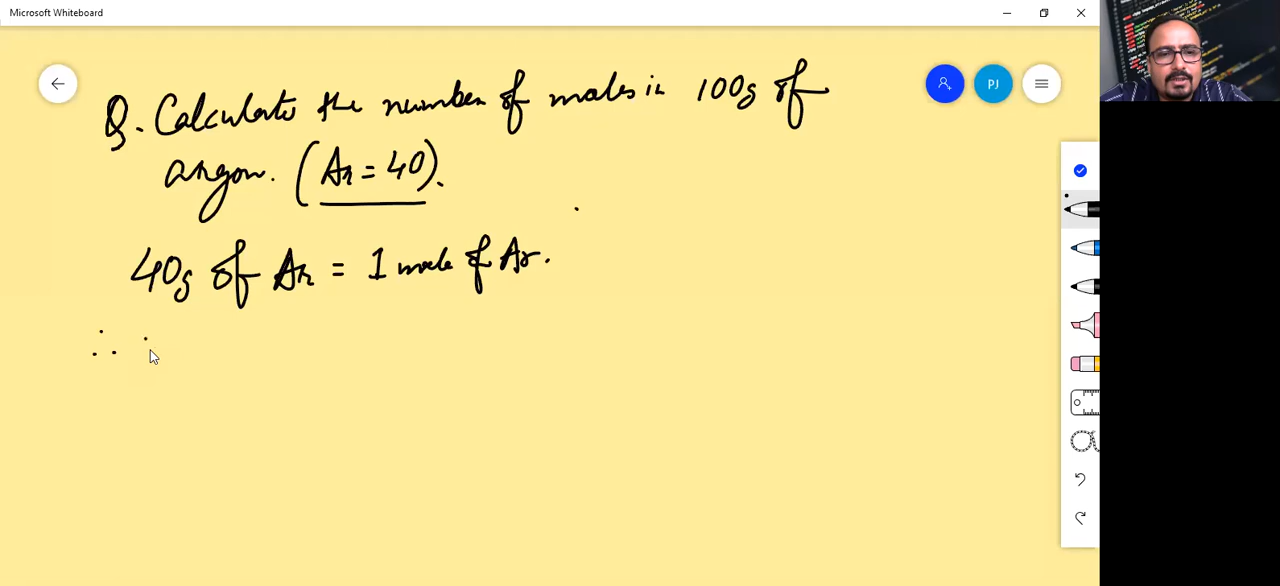 Microsoft Whiteboard
PJ
Q. Calculate the number of moles in 100g of
argon. (Ar = 40).
40g of Ar = 1 mole of Ar.
∴